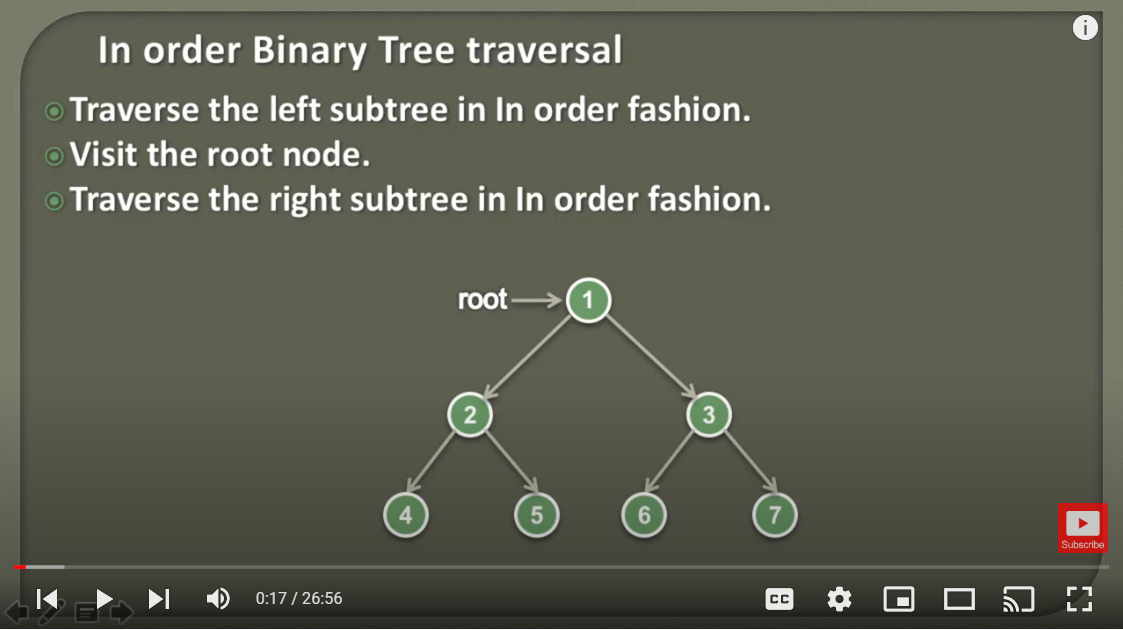 In order Binary Tree traversal
Traverse the left subtree in In order fashion.
Visit the root node.
Traverse the right subtree in In order fashion.
root
1
2
3
4
5
6
7
Subscribe
0:17 / 26:56
CC
i